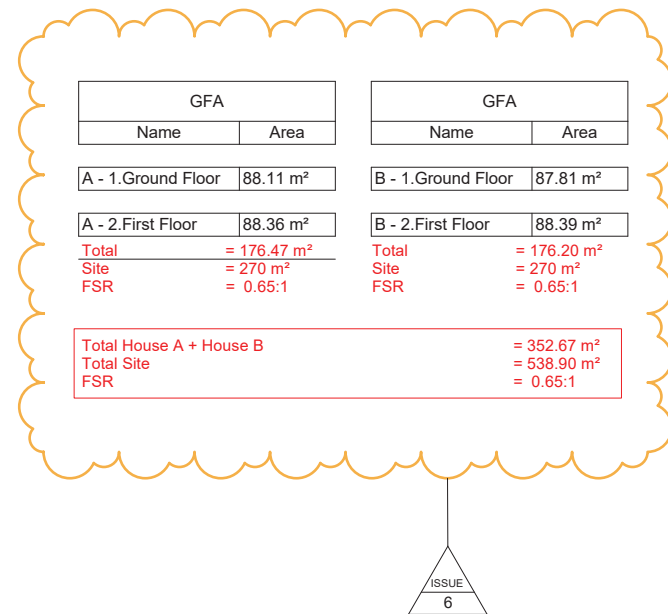 GFA
Name Area
A - 1.Ground Floor 88.11 m²
A - 2.First Floor 88.36 m²
Total = 176.47 m²
Site = 270 m²
FSR = 0.65:1
GFA
Name Area
B - 1.Ground Floor 87.81 m²
B - 2.First Floor 88.39 m²
Total = 176.20 m²
Site = 270 m²
FSR = 0.65:1
Total House A + House B = 352.67 m²
Total Site = 538.90 m²
FSR = 0.65:1
ISSUE
6